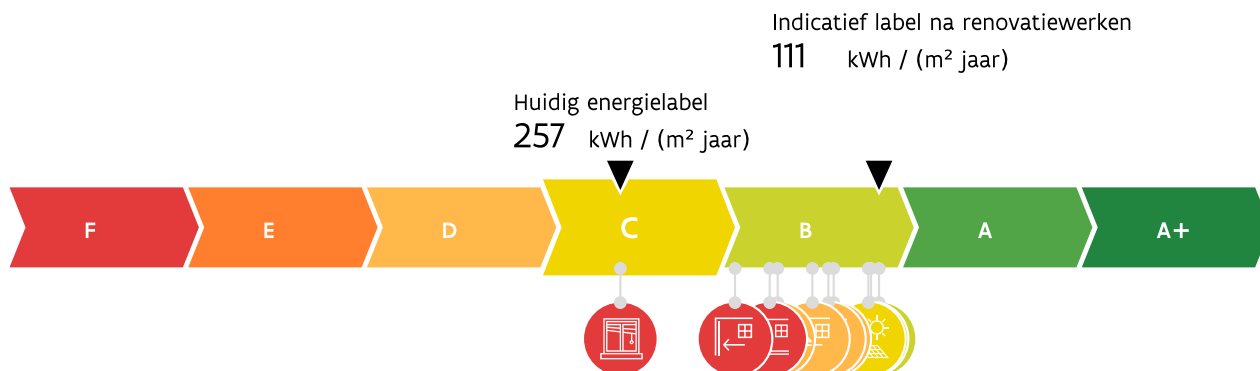 Indicatief label na renovatiewerken
111 kWh / (m² jaar)
Huidig energielabel
257 kWh / (m² jaar)
F E D C B A A+